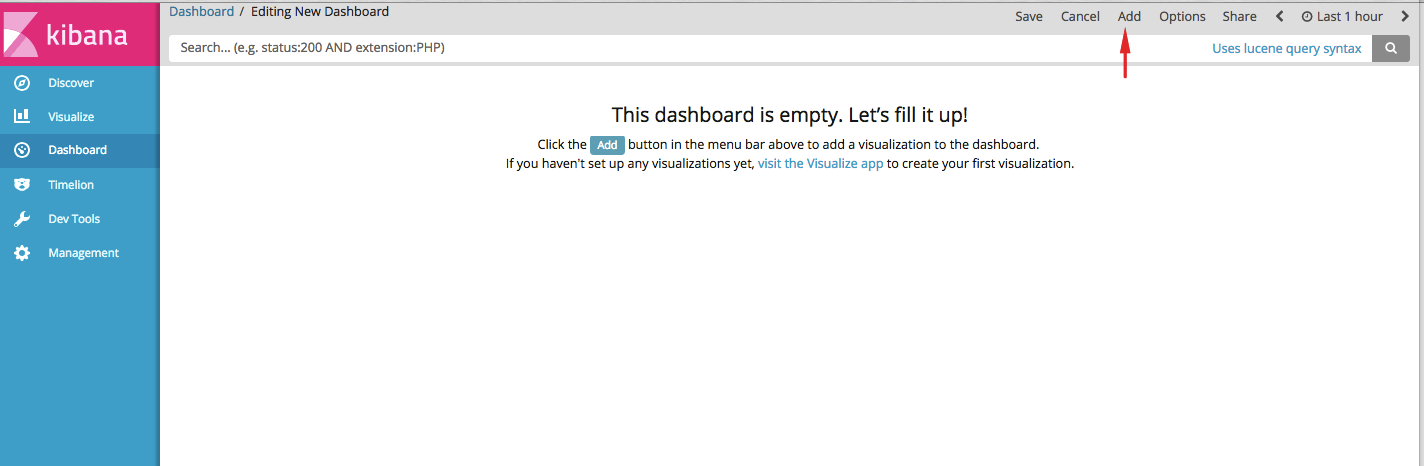 kibana
Discover
Visualize
Dashboard
Timelion
Dev Tools
Management
Dashboard / Editing New Dashboard
Save Cancel Add Options Share Last 1 hour
Search... (e.g. status:200 AND extension:PHP) Uses lucene query syntax
This dashboard is empty. Let’s fill it up!
Click the Add button in the menu bar above to add a visualization to the dashboard.
If you haven't set up any visualizations yet, visit the Visualize app to create your first visualization.